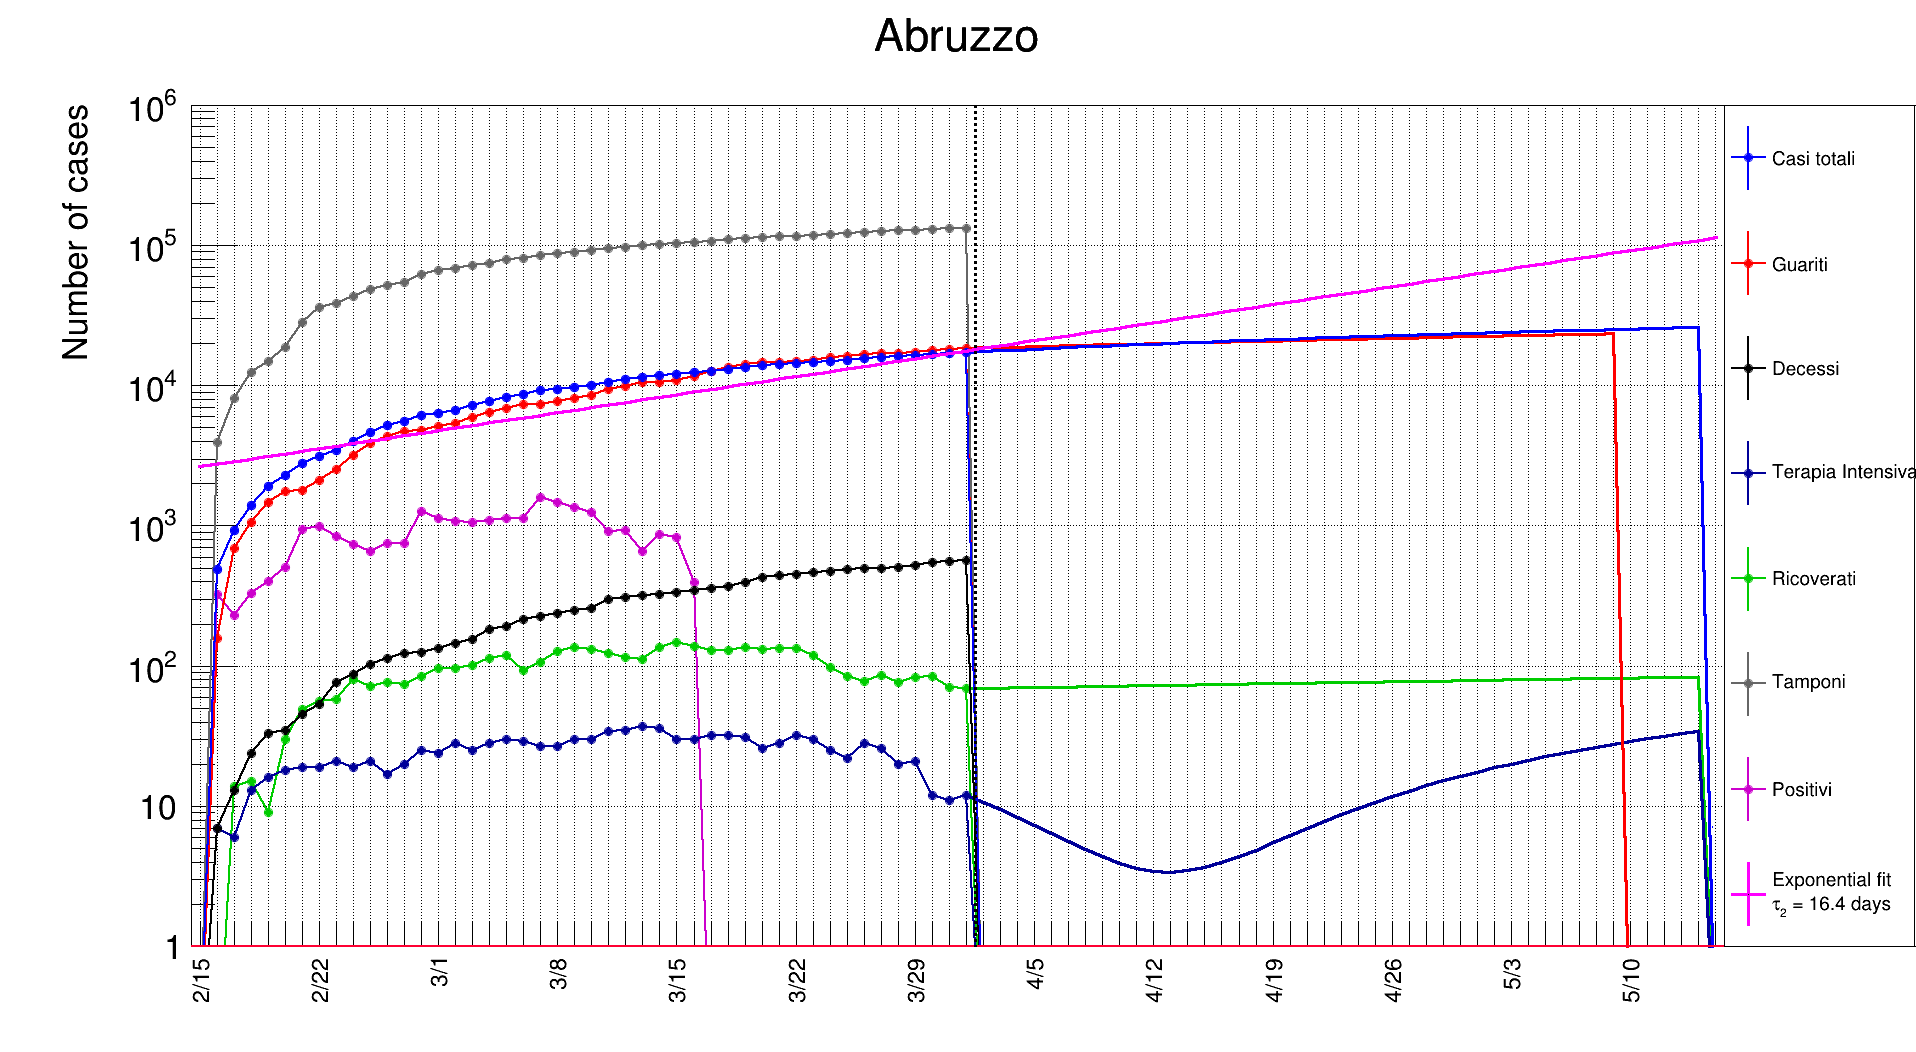 Abruzzo
Number of cases
10^6
10^5
10^4
10^3
10^2
10
1
2/15 2/22 3/1 3/8 3/15 3/22 3/29 4/5 4/12 4/19 4/26 5/3 5/10
Casi totali
Guariti
Decessi
Terapia Intensiva
Ricoverati
Tamponi
Positivi
Exponential fit
τ2 = 16.4 days